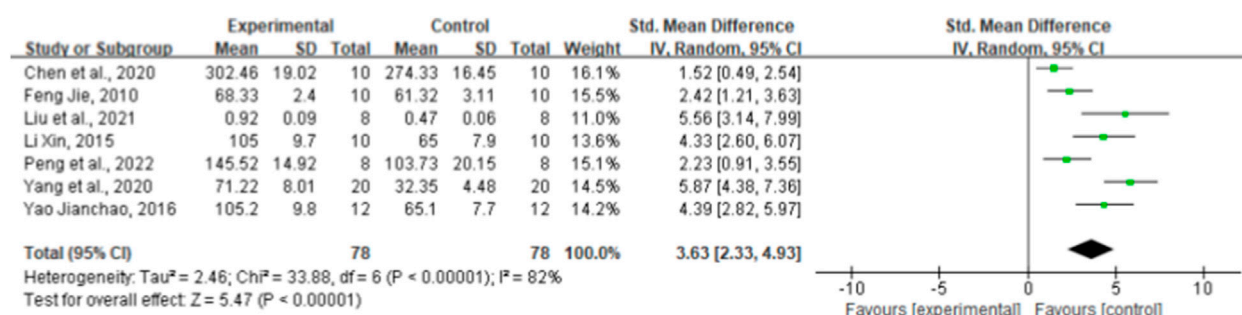 Experimental Control Std. Mean Difference Std. Mean Difference
Study or Subgroup Mean SD Total Mean SD Total Weight IV, Random, 95% CI IV, Random, 95% CI
Chen et al., 2020 302.46 19.02 10 274.33 16.45 10 16.1% 1.52 [0.49, 2.54]
Feng Jie, 2010 68.33 2.4 10 61.32 3.11 10 15.5% 2.42 [1.21, 3.63]
Liu et al., 2021 0.92 0.09 8 0.47 0.06 8 11.0% 5.56 [3.14, 7.99]
Li Xin, 2015 105 9.7 10 65 7.9 10 13.6% 4.33 [2.60, 6.07]
Peng et al., 2022 145.52 14.92 8 103.73 20.15 8 15.1% 2.23 [0.91, 3.55]
Yang et al., 2020 71.22 8.01 20 32.35 4.48 20 14.5% 5.87 [4.38, 7.36]
Yao Jianchao, 2016 105.2 9.8 12 65.1 7.7 12 14.2% 4.39 [2.82, 5.97]
Total (95% CI) 78 78 100.0% 3.63 [2.33, 4.93]
Heterogeneity: Tau² = 2.46; Chi² = 33.88, df = 6 (P < 0.00001); I² = 82%
Test for overall effect: Z = 5.47 (P < 0.00001)
-10 -5 0 5 10
Favours [experimental] Favours [control]